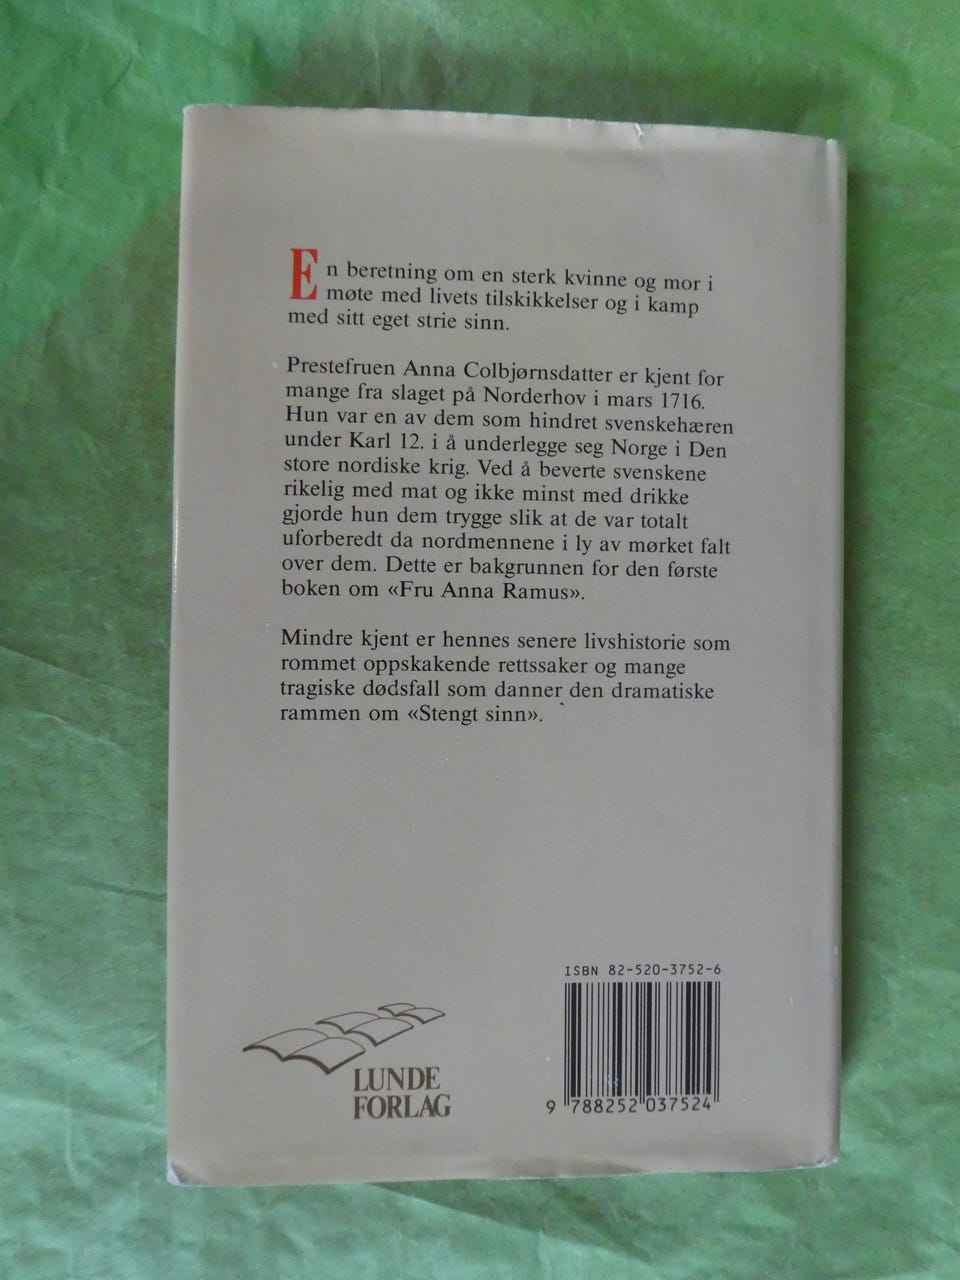 En beretning om en sterk kvinne og mor i
møte med livets tilskikkelser og i kamp
med sitt eget strie sinn.
Prestefruen Anna Colbjørnsdatter er kjent for
mange fra slaget på Norderhov i mars 1716.
Hun var en av dem som hindret svenskehæren
under Karl 12. i å underlegge seg Norge i Den
store nordiske krig. Ved å beverte svenskene
rikelig med mat og ikke minst med drikke
gjorde hun dem trygge slik at de var totalt
uforberedt da nordmennene i ly av mørket falt
over dem. Dette er bakgrunnen for den første
boken om «Fru Anna Ramus».
Mindre kjent er hennes senere livshistorie som
rommet oppskakende rettssaker og mange
tragiske dødsfall som danner den dramatiske
rammen om «Stengt sinn».
ISBN 82-520-3752-6
9 788252 037524
LUNDE
FORLAG